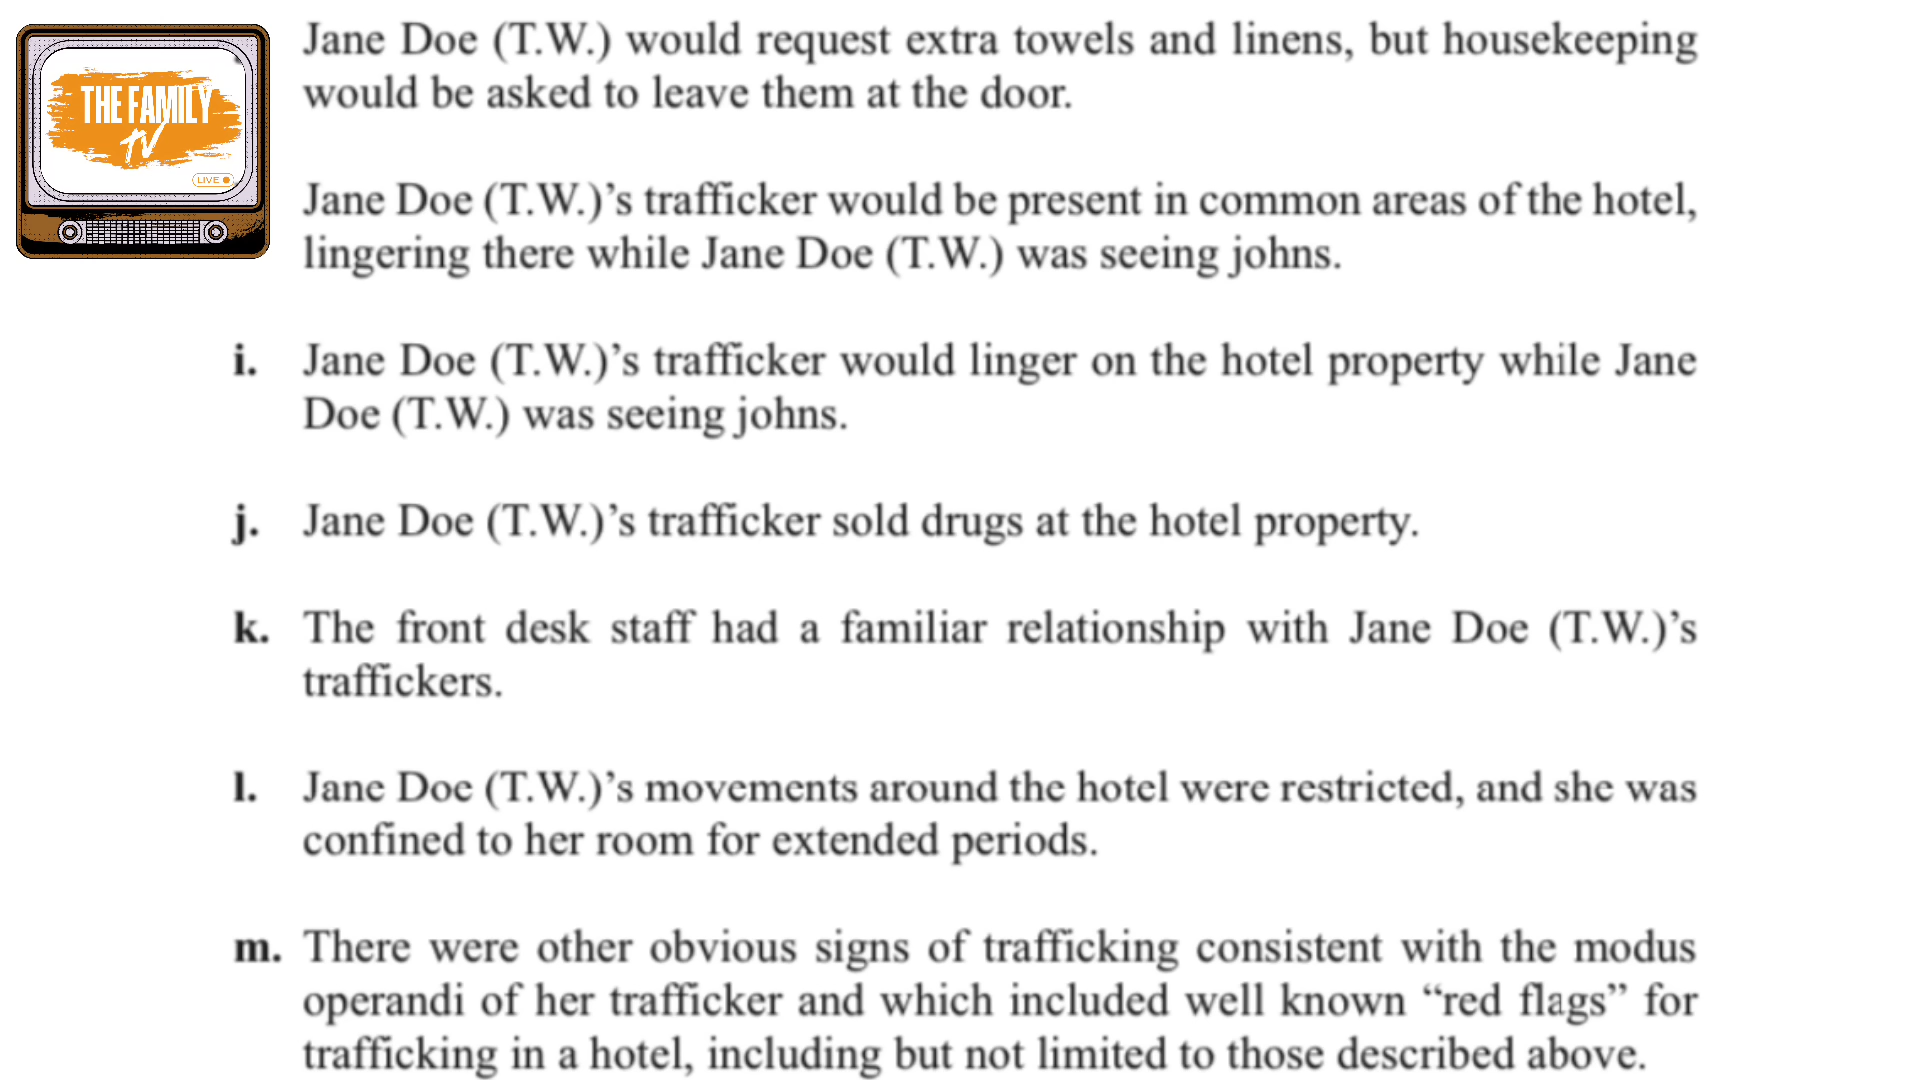 THE FAMILY
tv
LIVE
Jane Doe (T.W.) would request extra towels and linens, but housekeeping
would be asked to leave them at the door.
Jane Doe (T.W.)’s trafficker would be present in common areas of the hotel,
lingering there while Jane Doe (T.W.) was seeing johns.
i. Jane Doe (T.W.)’s trafficker would linger on the hotel property while Jane
Doe (T.W.) was seeing johns.
j. Jane Doe (T.W.)’s trafficker sold drugs at the hotel property.
k. The front desk staff had a familiar relationship with Jane Doe (T.W.)’s
traffickers.
l. Jane Doe (T.W.)’s movements around the hotel were restricted, and she was
confined to her room for extended periods.
m. There were other obvious signs of trafficking consistent with the modus
operandi of her trafficker and which included well known “red flags” for
trafficking in a hotel, including but not limited to those described above.